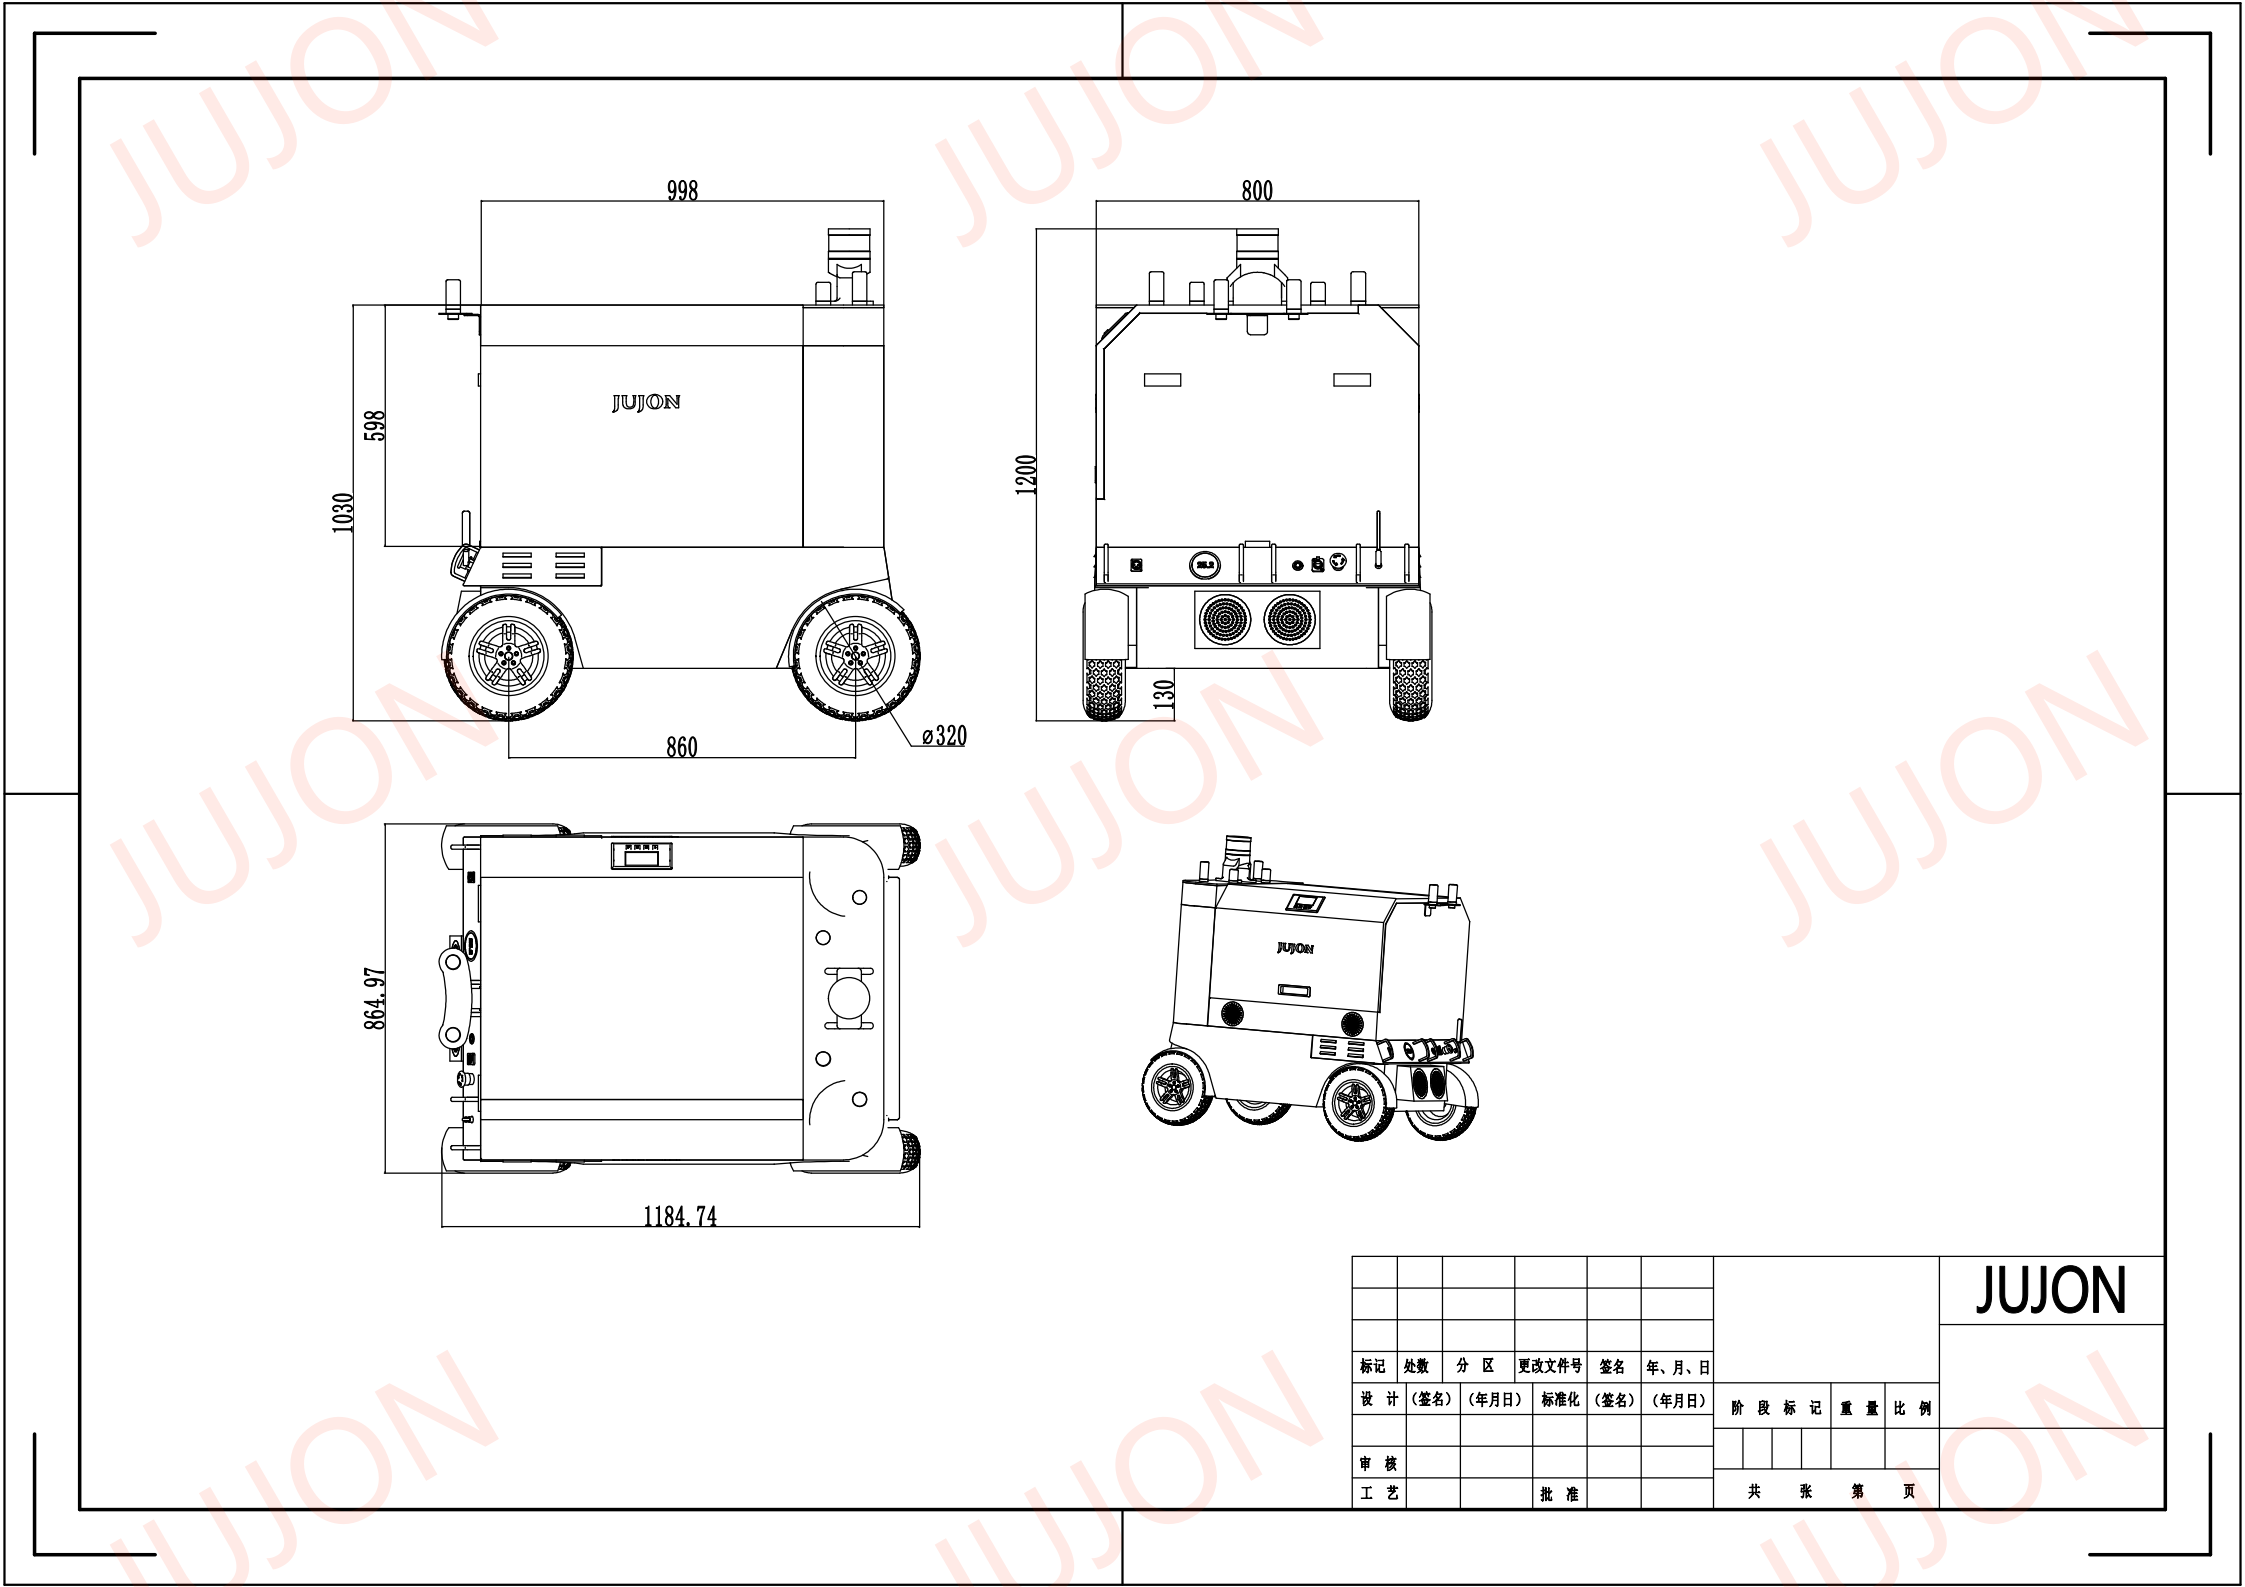 JUJON
JUJON
JUJON
998
800
JUJON
598
1030
1200
25.2
130
ø320
860
JUJON
JUJON
JUJON
864.97
JUJON
1184.74
JUJON
标记 处数 分 区 更改文件号 签名 年、月、日
设 计 (签名) (年月日) 标准化 (签名) (年月日)
阶 段 标 记 重 量 比 例
审 核
工 艺 批 准
共 张 第 页
JUJON
JUJON
JUJON